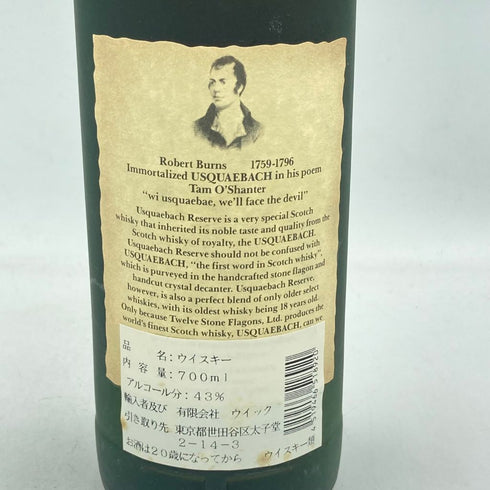 Robert Burns 1759-1796
Immortalized USQUAEBACH in his poem
Tam O'Shanter
“wi usquaebae, we'll face the devil”
Usquaebach Reserve is a very special Scotch
whisky that inherited its noble taste and quality from the
Scotch whisky of royalty, the USQUAEBACH.
Usquaebach Reserve should not be confused with
USQUAEBACH, “the first word in Scotch whisky”,
which is purveyed in the handcrafted stone flagon and
handcut crystal decanter. Usquaebach Reserve,
however, is also a perfect blend of only older select
whiskies, with its oldest whisky being 18 years old.
Only because Twelve Stone Flagons, Ltd. produces the
world's finest Scotch whisky, USQUAEBACH, can we
品 名：ウイスキー
内 容 量：700ml
アルコール分：43%
輸入者及び 有限会社 ウイック
引き取り先 東京都世田谷区太子堂
2-14-3
お酒は20歳になってから ウイスキー類